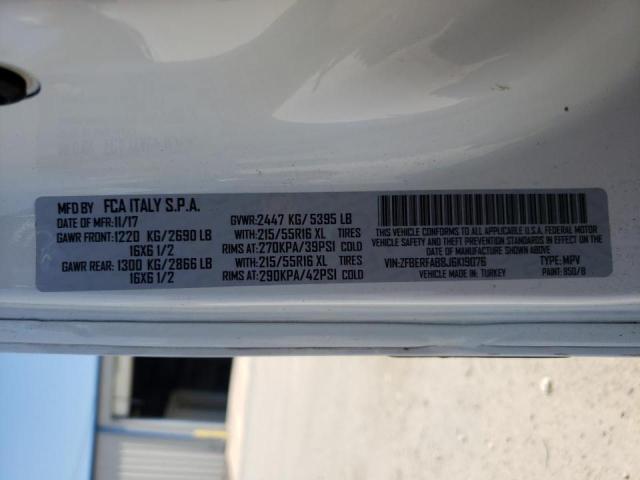 MFD BY FCA ITALY S.P.A.
DATE OF MFR: 11/17
GAWR FRONT: 1220 KG/ 2690 LB
16X6 1/2
GAWR REAR: 1300 KG/ 2866 LB
16X6 1/2
GVWR: 2447 KG/ 5395 LB
WITH: 215/55R16 XL TIRES
RIMS AT: 270KPA/39PSI COLD
WITH: 215/55R16 XL TIRES
RIMS AT: 290KPA/42PSI COLD
THIS VEHICLE CONFORMS TO ALL APPLICABLE U.S.A. FEDERAL MOTOR
VEHICLE SAFETY AND THEFT PREVENTION STANDARDS IN EFFECT ON THE
DATE OF MANUFACTURE SHOWN ABOVE
VIN: ZFBERFAB8J6K19076 TYPE: MPV
VEHICLE MADE IN: TURKEY PAINT: 950/B